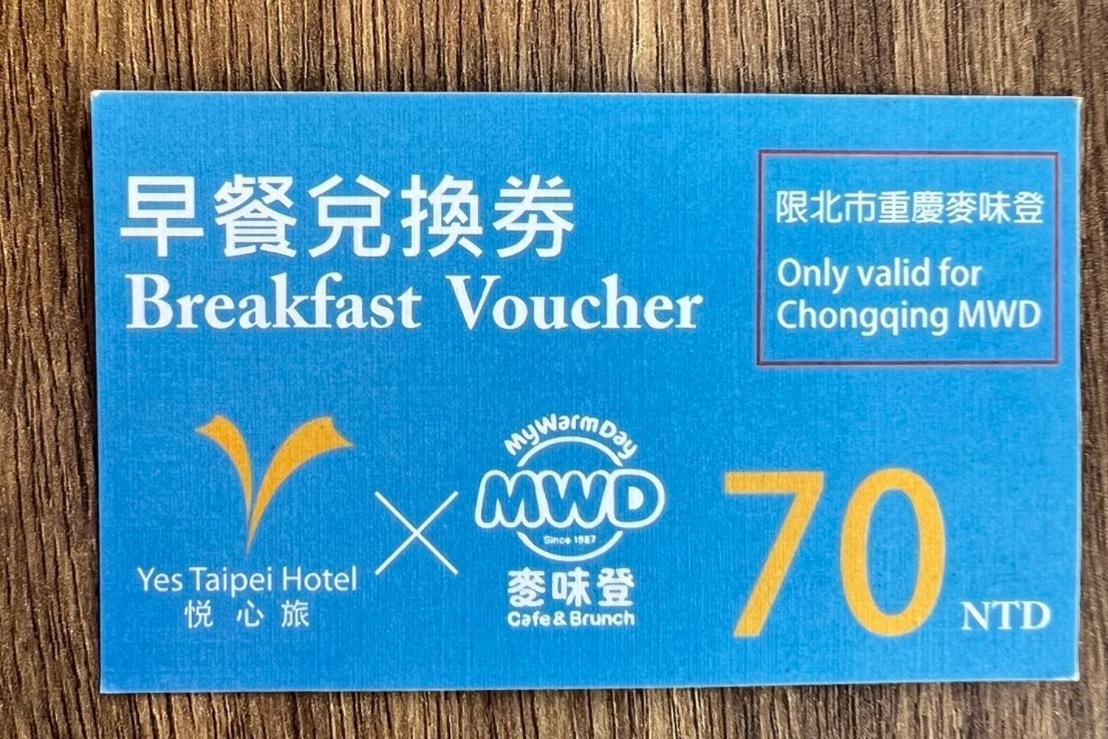 早餐兌換券
Breakfast Voucher
限北市重慶麥味登
Only valid for
Chongqing MWD
Yes Taipei Hotel
悅心旅
MyWarmDay
MWD
Since 1987
麥味登
Cafe & Brunch
70 NTD